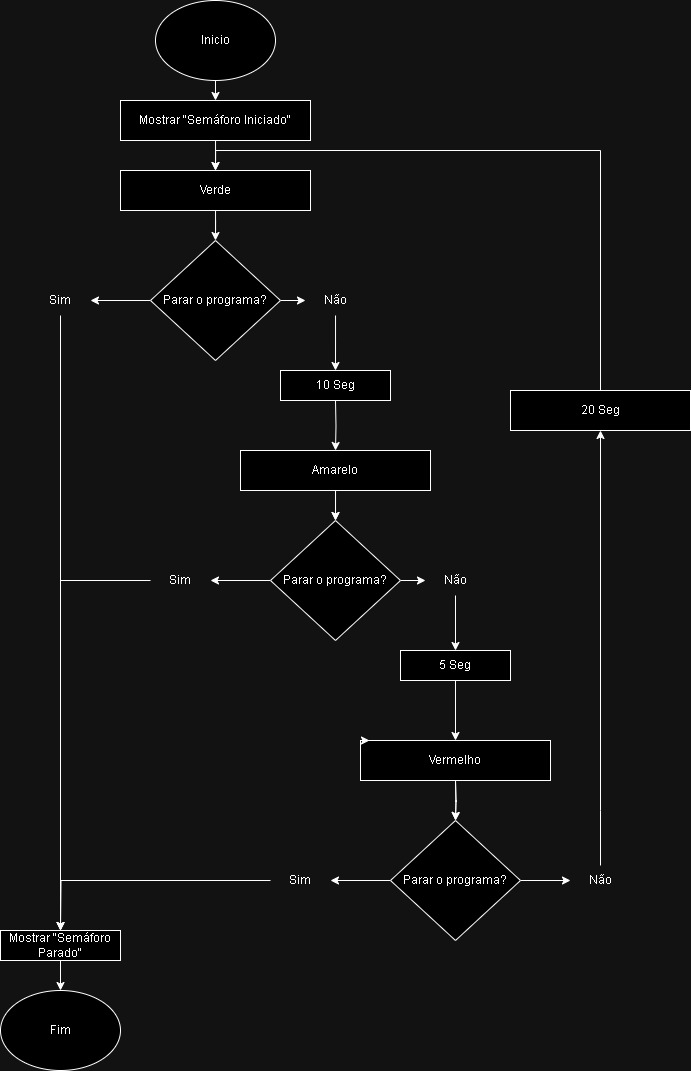 Inicio
Mostrar "Semáforo Iniciado"
Verde
Sim
Parar o programa?
Não
10 Seg
20 Seg
Amarelo
Sim
Parar o programa?
Não
5 Seg
Vermelho
Sim
Parar o programa?
Não
Mostrar "Semáforo
Parado"
Fim